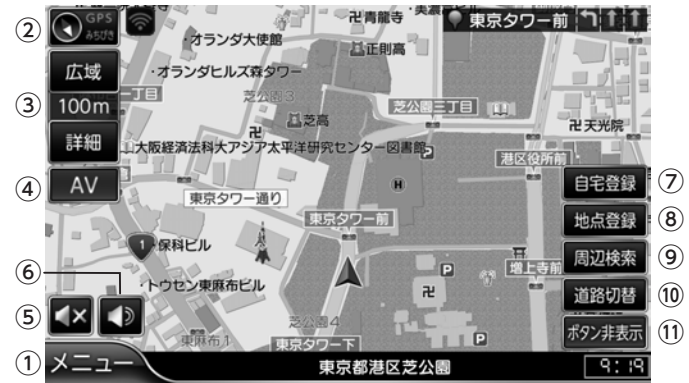 ② GPS みちびき
青龍寺
東京タワー前
オランダ大使館
正則高
・オランダヒルズ森タワー
広域
芝公園3
③ 100m
一丁目
芝公園三丁目
芝高
天光院
詳細
大阪経済法科大アジア太平洋研究センター図書館
P
港区役所前
④ AV
H
自宅登録 ⑦
東京タワー通り
地点登録 ⑧
東京タワー前
1 保科ビル
周辺検索 ⑨
増上寺前
P
⑥
・トウセン東麻布ビル
道路切替 ⑩
⑤
芝公園4
ボタン非表示 ⑪
東麻布1
東京タワー下
P
① メニュー
東京都港区芝公園
9:19